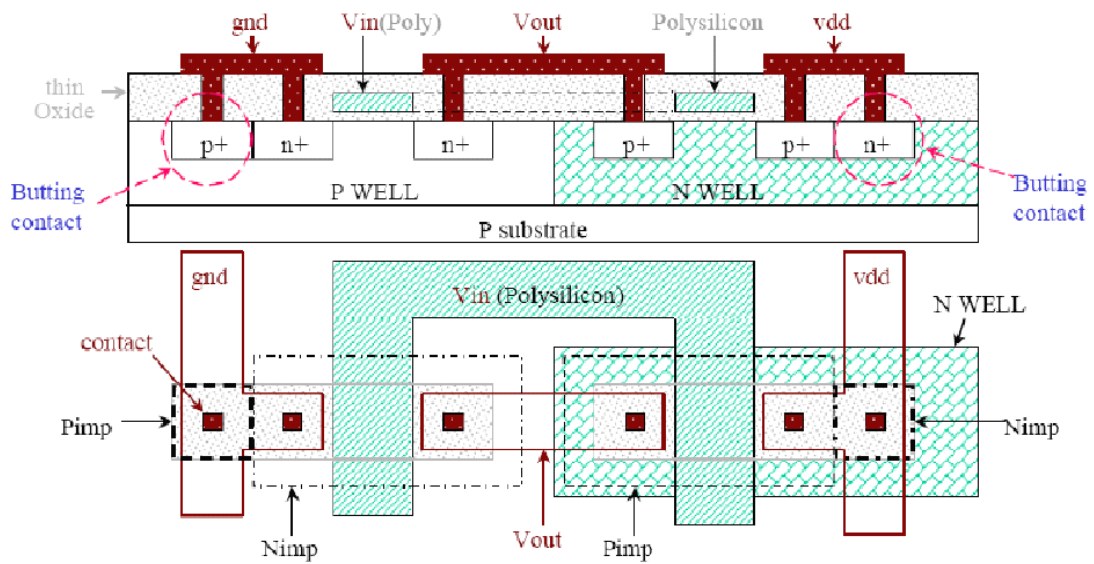 gnd Vin(Poly) Vout Polysilicon vdd
thin
Oxide
p+ n+ n+ p+ p+ n+
Butting
contact
P WELL N WELL
Butting
contact
P substrate
gnd vdd
Vin (Polysilicon)
N WELL
contact
Pimp Nimp
Nimp Vout Pimp